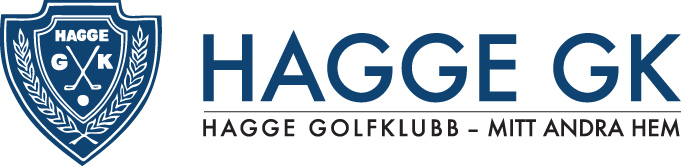 HAGGE
G K
HAGGE GK
HAGGE GOLFKLUBB – MITT ANDRA HEM